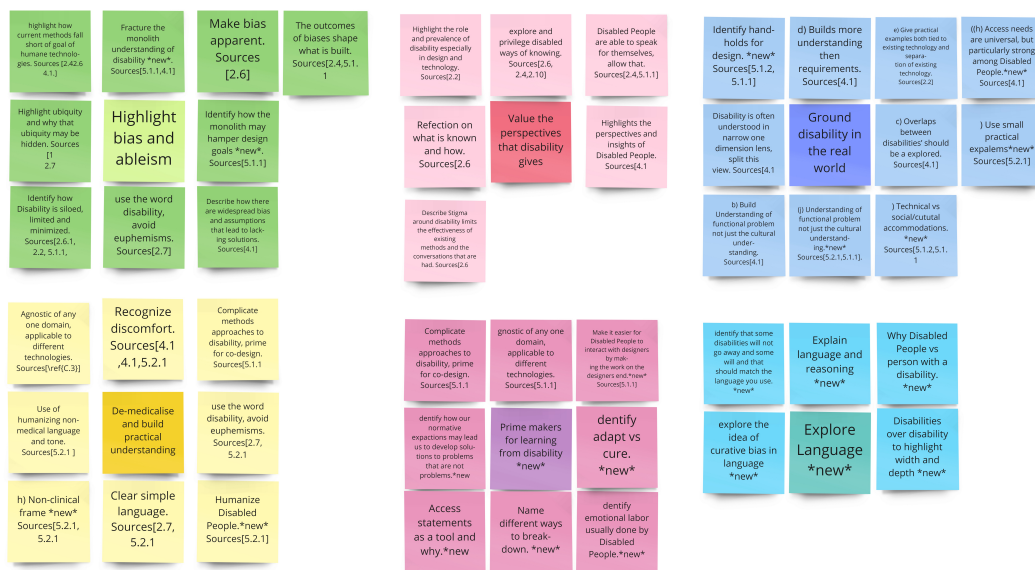 highlight how
current methods fall
short of goal of
humane technolo-
gies. Sources [2.42.6
4.1.]
Fracture the
monolith
understanding of
disability *new*.
Sources[5.1.1,4.1]
Make bias
apparent.
Sources
[2.6]
The outcomes
of biases shape
what is built.
Sources[2.4,5.1.
1
Highlight ubiquity
and why that
ubiquity may be
hidden. Sources
[1
2.7
Highlight
bias and
ableism
Identify how the
monolith may
hamper design
goals *new*.
Sources[5.1.1]
Identify how
Disability is siloed,
limited and
minimized.
Sources[2.6.1,
2.2, 5.1.1,
use the word
disability,
avoid
euphemisms.
Sources[2.7]
Describe how there
are widespread bias
and assumptions
that lead to lack-
ing solutions.
Sources[4.1]
Highlight the role
and prevalence of
disability especially
in design and
technology.
Sources[2.2]
explore and
privilege disabled
ways of knowing.
Sources[2.6,
2.4,2.10]
Disabled People
are able to speak
for themselves,
allow that.
Sources[2.4,5.1.1]
Refection on
what is known
and how.
Sources[2.6
Value the
perspectives
that disability
gives
Highlights the
perspectives and
insights of
Disabled People.
Sources[4.1
Describe Stigma
around disability limits
the effectiveness of
existing
methods and the
conversations that are
had. Sources[2.6
Identify hand-
holds for
design. *new*
Sources[5.1.2,
5.1.1]
d) Builds more
understanding
then
requirements.
Sources[4.1]
e) Give practical
examples both tied to
existing technology and
separa-
tion of existing
technology.
Sources[2.2]
((h) Access needs
are universal, but
particularly strong
among Disabled
People.*new*
Sources[4.1]
Disability is often
understood in
narrow one
dimension lens,
split this
view. Sources[4.1
Ground
disability in
the real
world
c) Overlaps
between
disabilities' should
be a explored.
Sources[4.1]
) Use small
practical
expalems*new*
Sources[5.2.1]
b) Build
Understanding of
functional problem
not just the cultural
under-
standing.
Sources[4.1]
(j) Understanding of
functional problem
not just the cultural
understand-
ing.*new*
Sources[5.2.1,5.1.1].
) Technical vs
social/cututal
accommodations.
*new*
Sources[5.1.2,5.1.
1
Agnostic of any
one domain,
applicable to
different
technologies.
Sources[\ref{C.3}]
Recognize
discomfort.
Sources[4.1
,4.1,5.2.1
Complicate
methods
approaches to
disability, prime
for co-design.
Sources[5.1.1
Use of
humanizing non-
medical language
and tone.
Sources[5.2.1 ]
De-medicalise
and build
practical
understanding
use the word
disability, avoid
euphemisms.
Sources[2.7,
5.2.1
h) Non-clinical
frame *new*
Sources[5.2.1,
5.2.1
Clear simple
language.
Sources[2.7,
5.2.1
Humanize
Disabled
People.*new*
Sources[5.2.1]
Complicate
methods
approaches to
disability, prime
for co-design.
Sources[5.1.1
gnostic of any one
domain,
applicable to
different
technologies.
Sources[5.1.1]
Make it easier for
Disabled People to
interact with designers
by mak-
ing the work on the
designers end.*new*
Sources[5.1.1]
dentify how our
normative
expactions may lead
us to develop solu-
tions to problems
that are not
problems.*new
Prime makers
for learning
from disability
*new*
dentify
adapt vs
cure.
*new*
Access
statements
as a tool and
why.*new
Name
different ways
to break-
down. *new*
dentify
emotional labor
usually done by
Disabled
People.*new*
Identify that some
disabilities will not
go away and some
will and that
should match the
language you use.
*new*
Explain
language and
reasoning
*new*
Why Disabled
People vs
person with a
disability.
*new*
explore the
idea of
curative bias in
language
*new*
Explore
Language
*new*
Disabilities
over disability
to highlight
width and
depth *new*